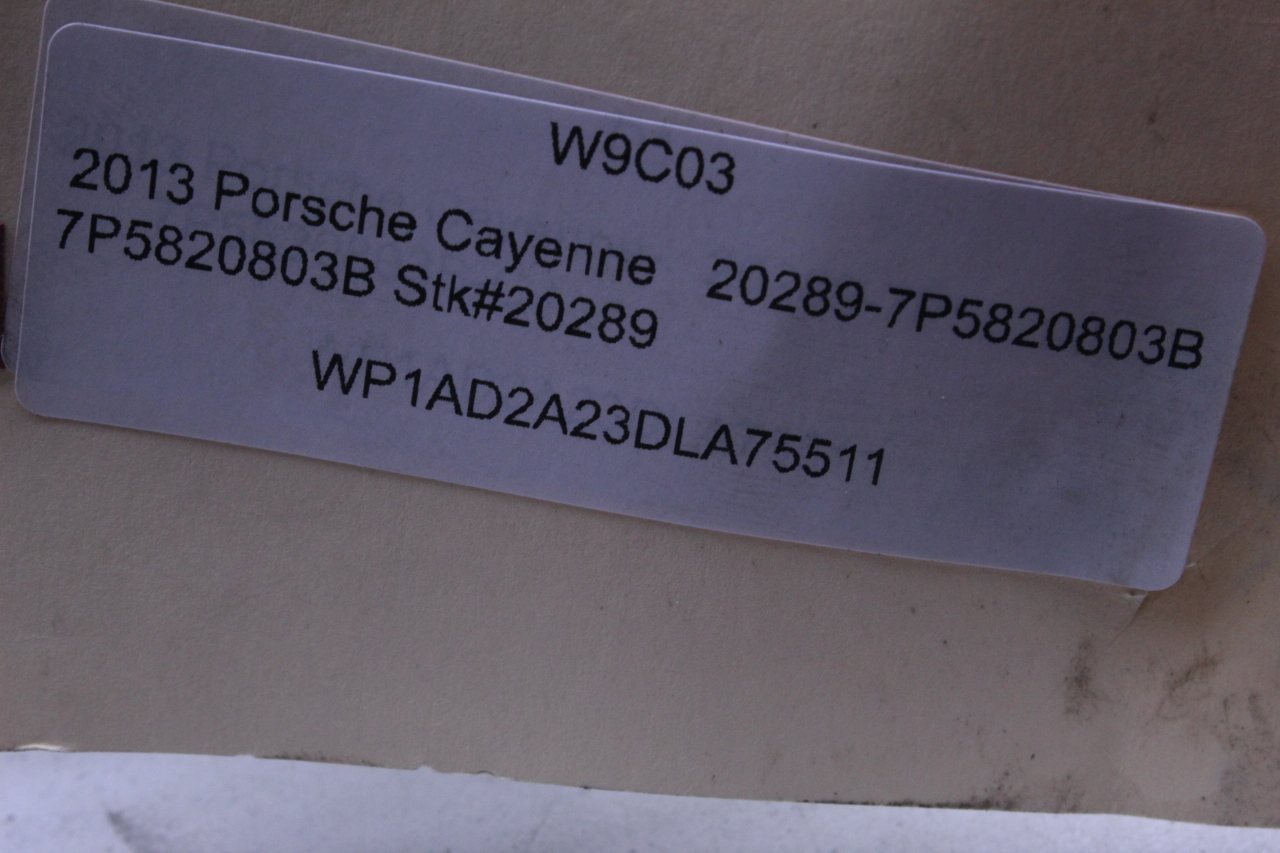 W9C03
2013 Porsche Cayenne
7P5820803B Stk#20289
20289-7P5820803B
WP1AD2A23DLA75511